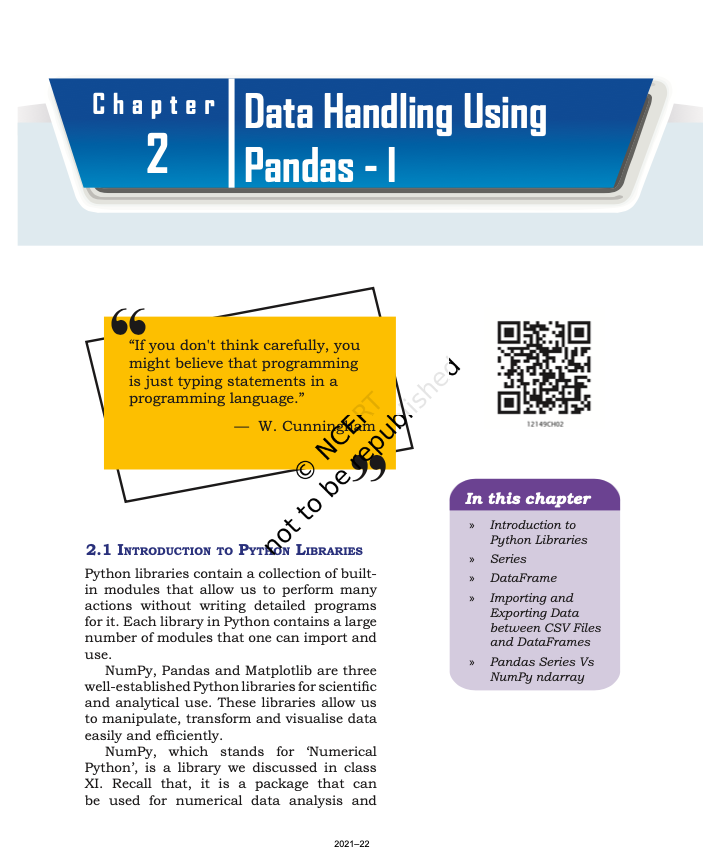 Chapter
2
Data Handling Using
Pandas - I
“If you don't think carefully, you
might believe that programming
is just typing statements in a
programming language.”
— W. Cunningham
© NCERT
not to be republished
12149CH02
In this chapter
» Introduction to
Python Libraries
» Series
» DataFrame
» Importing and
Exporting Data
between CSV Files
and DataFrames
» Pandas Series Vs
NumPy ndarray
2.1 Introduction to Python Libraries
Python libraries contain a collection of built-
in modules that allow us to perform many
actions without writing detailed programs
for it. Each library in Python contains a large
number of modules that one can import and
use.
NumPy, Pandas and Matplotlib are three
well-established Python libraries for scientific
and analytical use. These libraries allow us
to manipulate, transform and visualise data
easily and efficiently.
NumPy, which stands for ‘Numerical
Python’, is a library we discussed in class
XI. Recall that, it is a package that can
be used for numerical data analysis and
2021–22